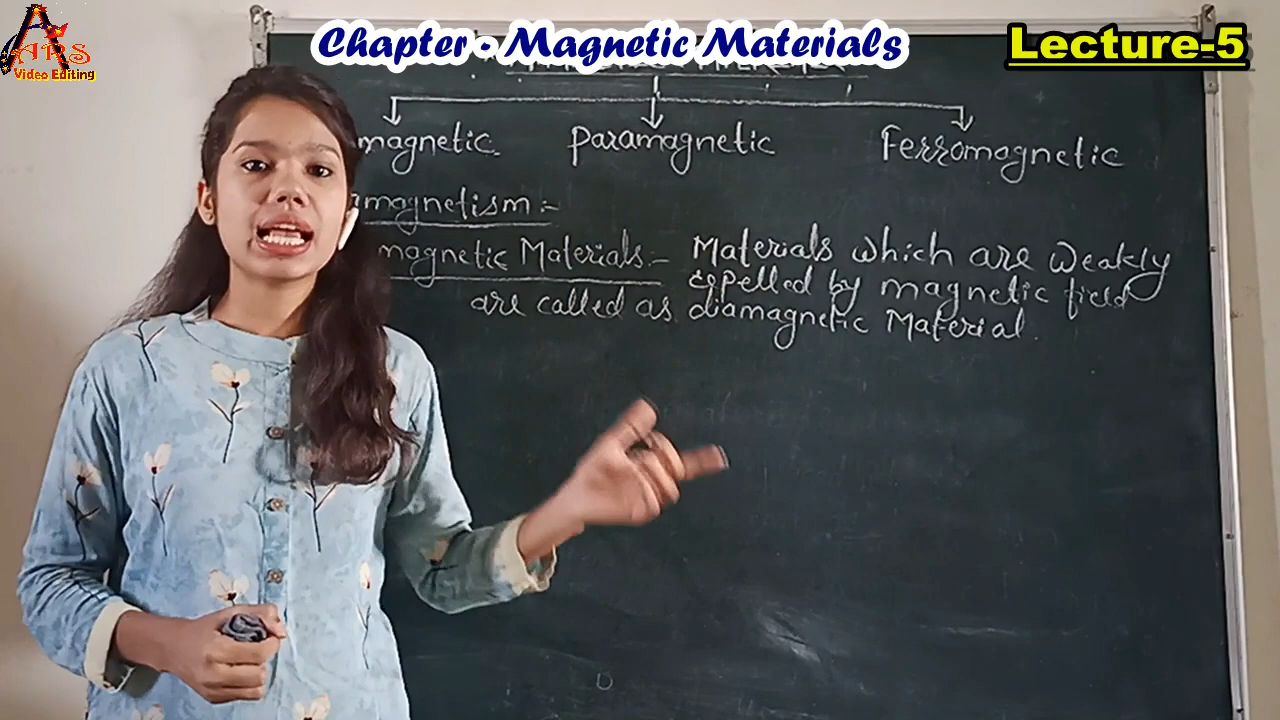 ARS
Video Editing
Chapter - Magnetic Materials
Lecture-5
magnetic. Paramagnetic Ferromagnetic
magnetism :-
magnetic Materials:- Materials which are weakly
repelled by magnetic field
are called as diamagnetic Material.